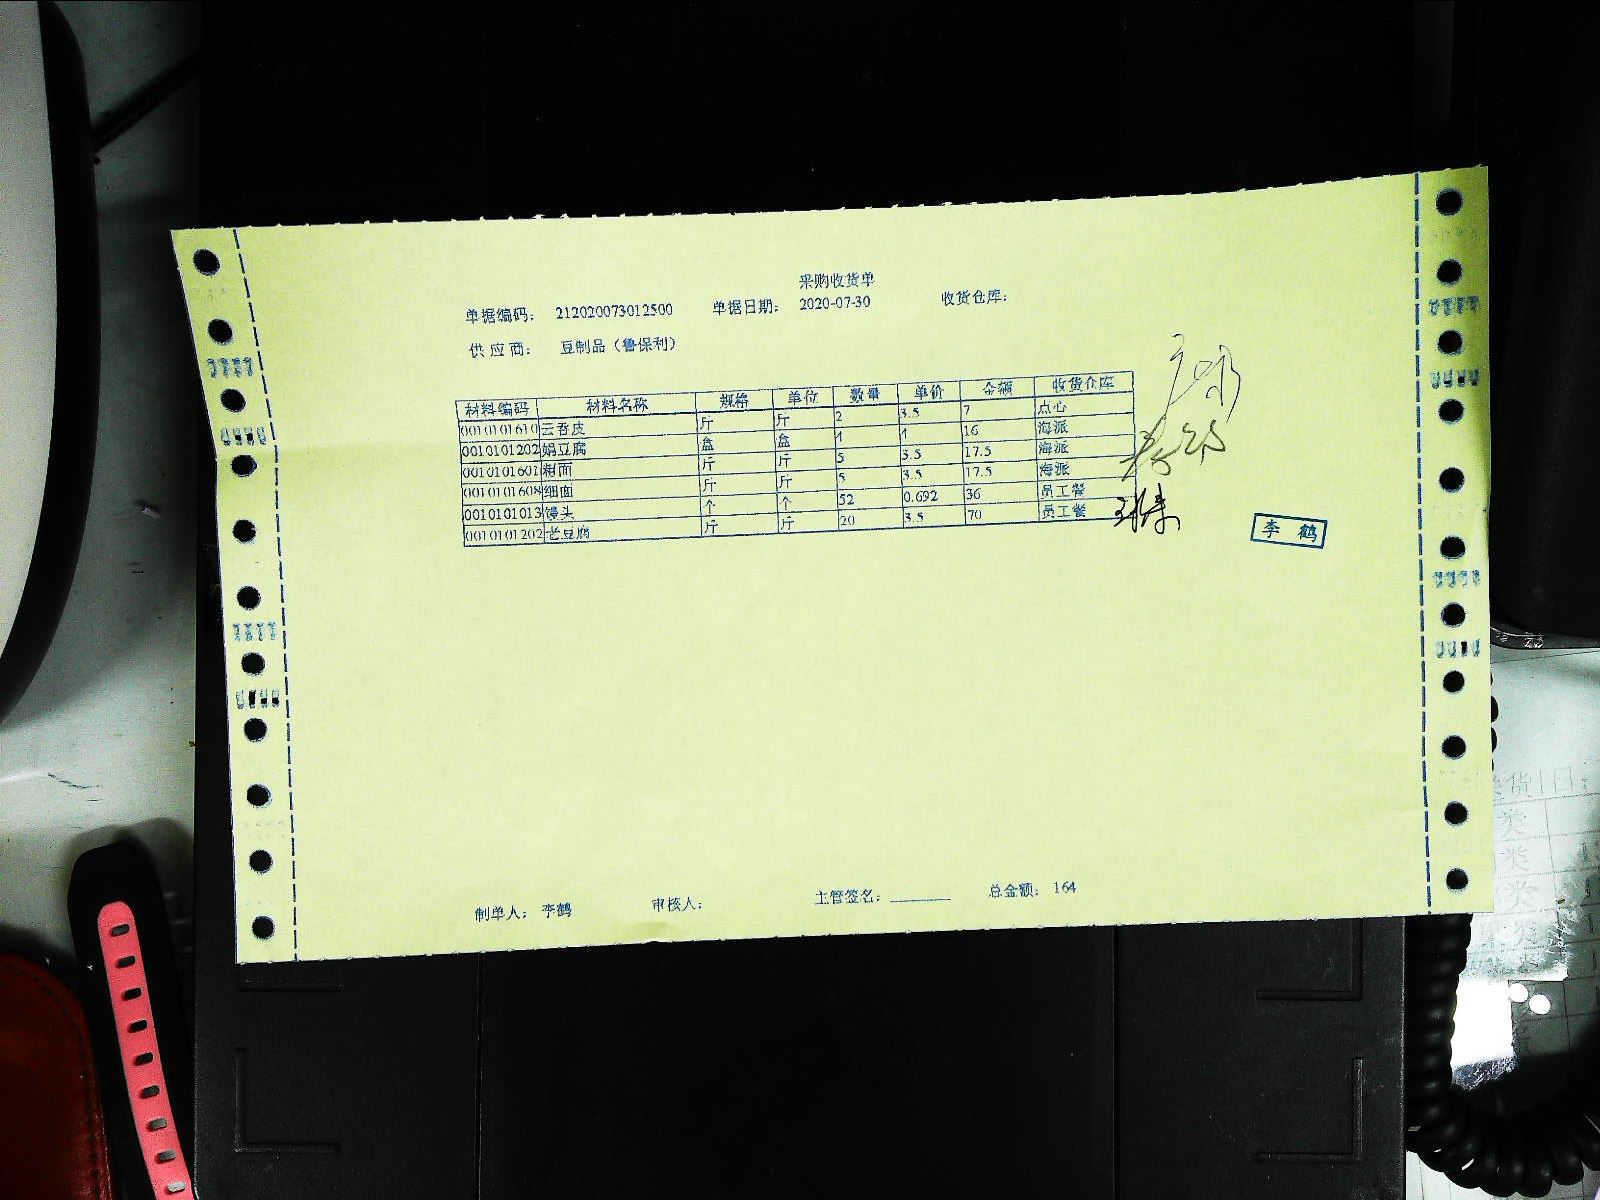 采购收货单
单据编码： 212020073012500 单据日期： 2020-07-30 收货仓库：
供应商： 豆制品（鲁保利）
材料编码 材料名称 规格 单位 数量 单价 金额 收货仓库
0010101610 云吞皮 斤 斤 2 3.5 7 点心
0010101202 娟豆腐 盒 盒 4 4 16 海派
0010101601 粗面 斤 斤 5 3.5 17.5 海派
0010101608 细面 斤 斤 5 3.5 17.5 海派
0010101013 馒头 个 个 52 0.692 36 员工餐
0010101202 老豆腐 斤 斤 20 3.5 70 员工餐
李鹤
制单人： 李鹤 审核人： 主管签名： 总金额： 164